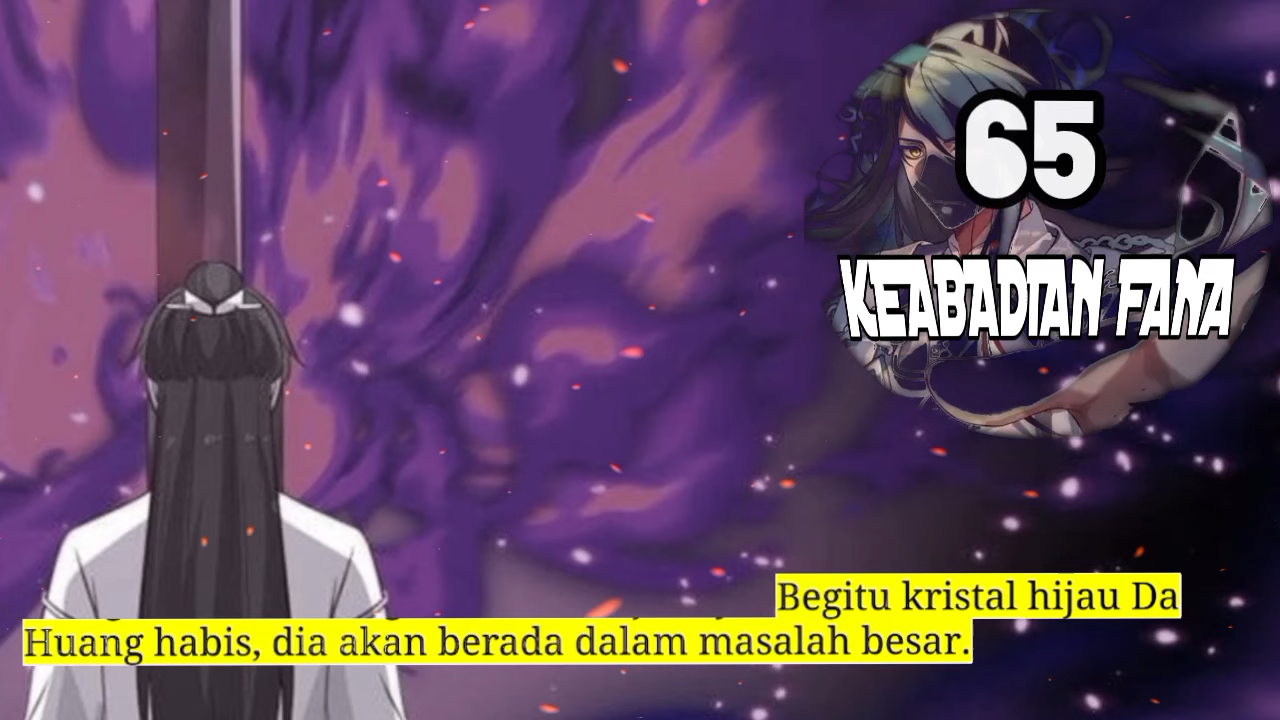 65
KEABADIAN FANA
Begitu kristal hijau Da
Huang habis, dia akan berada dalam masalah besar.